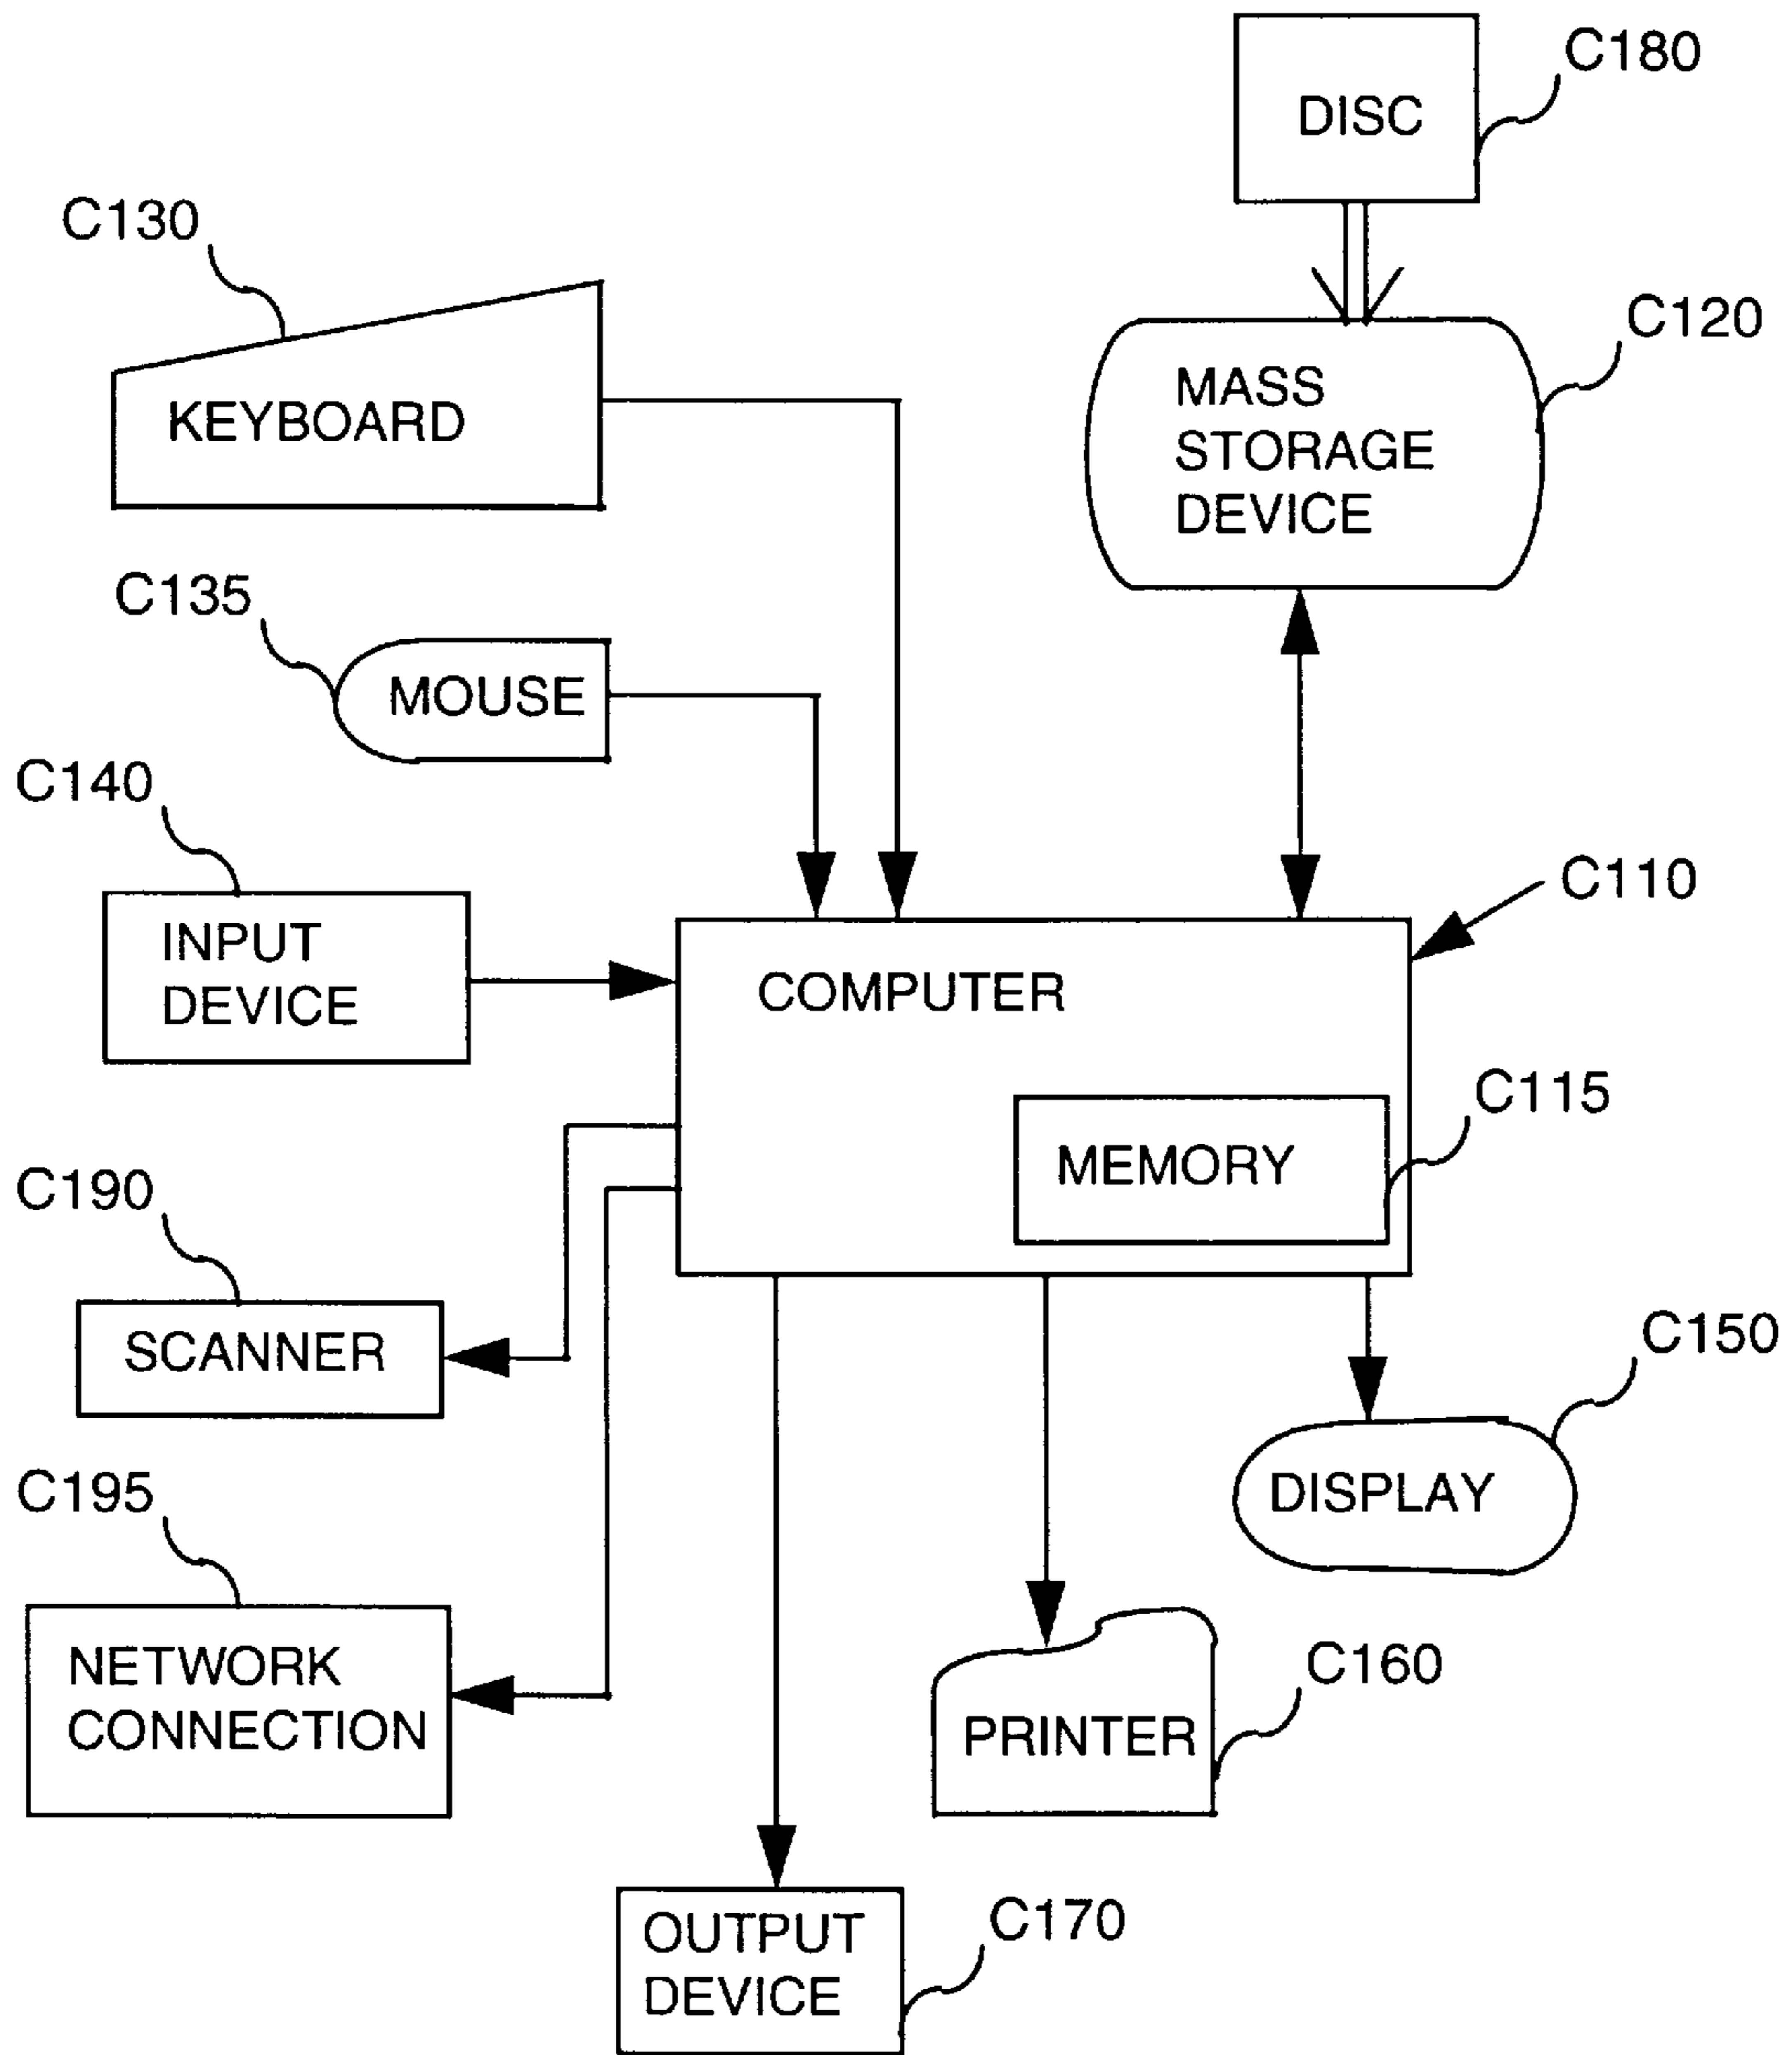 C180
DISC
C130
C120
KEYBOARD
MASS
STORAGE
DEVICE
C135
MOUSE
C140
C110
INPUT
DEVICE
COMPUTER
C115
MEMORY
C190
SCANNER
C150
DISPLAY
C195
NETWORK
CONNECTION
C160
PRINTER
C170
OUTPUT
DEVICE